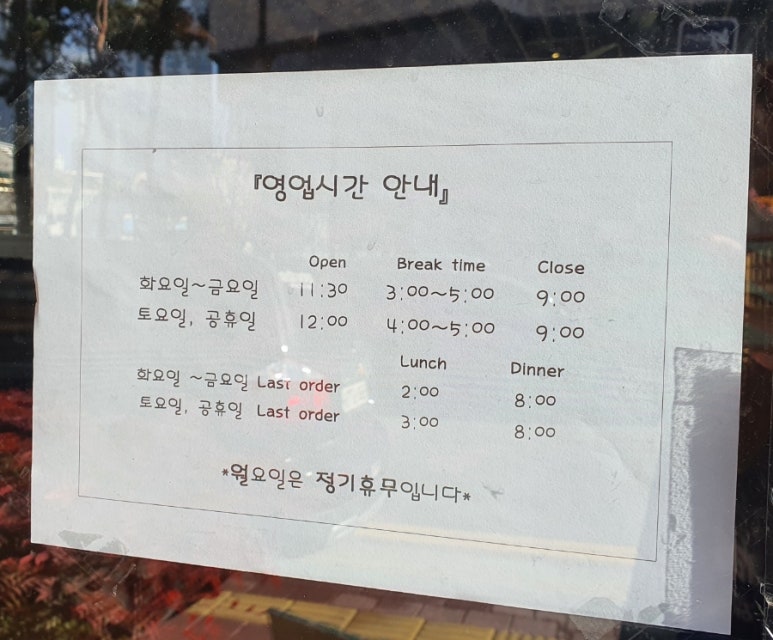 『영업시간 안내』
Open Break time Close
화요일~금요일 11:30 3:00~5:00 9:00
토요일, 공휴일 12:00 4:00~5:00 9:00
Lunch Dinner
화요일 ~금요일 Last order 2:00 8:00
토요일, 공휴일 Last order 3:00 8:00
*월요일은 정기휴무입니다*